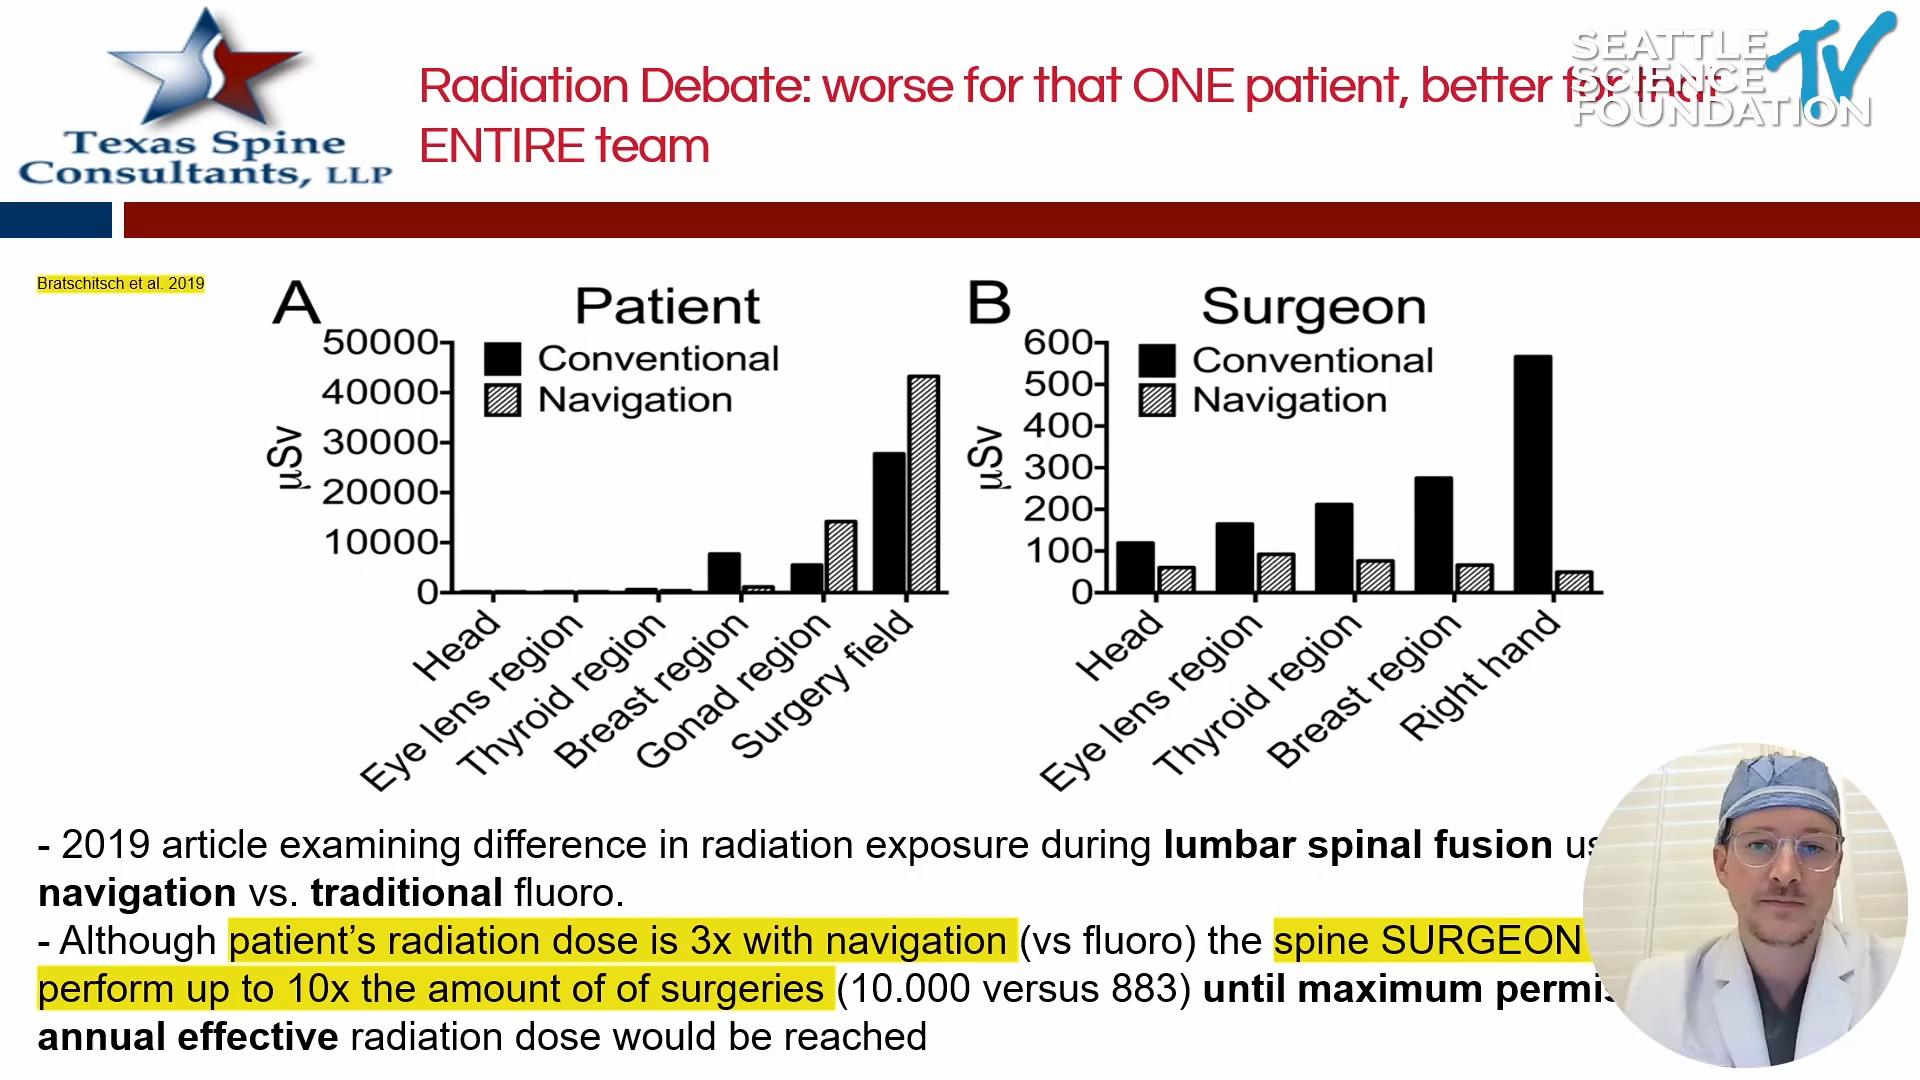 Texas Spine
Consultants, LLP
Radiation Debate: worse for that ONE patient, better for that
ENTIRE team
SEATTLE
SCIENCE
FOUNDATION
TV
Bratschitsch et al. 2019
A
Patient
50000
40000
30000
20000
10000
0
µSv
Conventional
Navigation
Head
Eye lens region
Thyroid region
Breast region
Gonad region
Surgery field
B
Surgeon
600
500
400
300
200
100
0
µSv
Conventional
Navigation
Head
Eye lens region
Thyroid region
Breast region
Right hand
- 2019 article examining difference in radiation exposure during lumbar spinal fusion
navigation vs. traditional fluoro.
- Although patient's radiation dose is 3x with navigation (vs fluoro) the spine SURGEON
perform up to 10x the amount of of surgeries (10.000 versus 883) until maximum
annual effective radiation dose would be reached